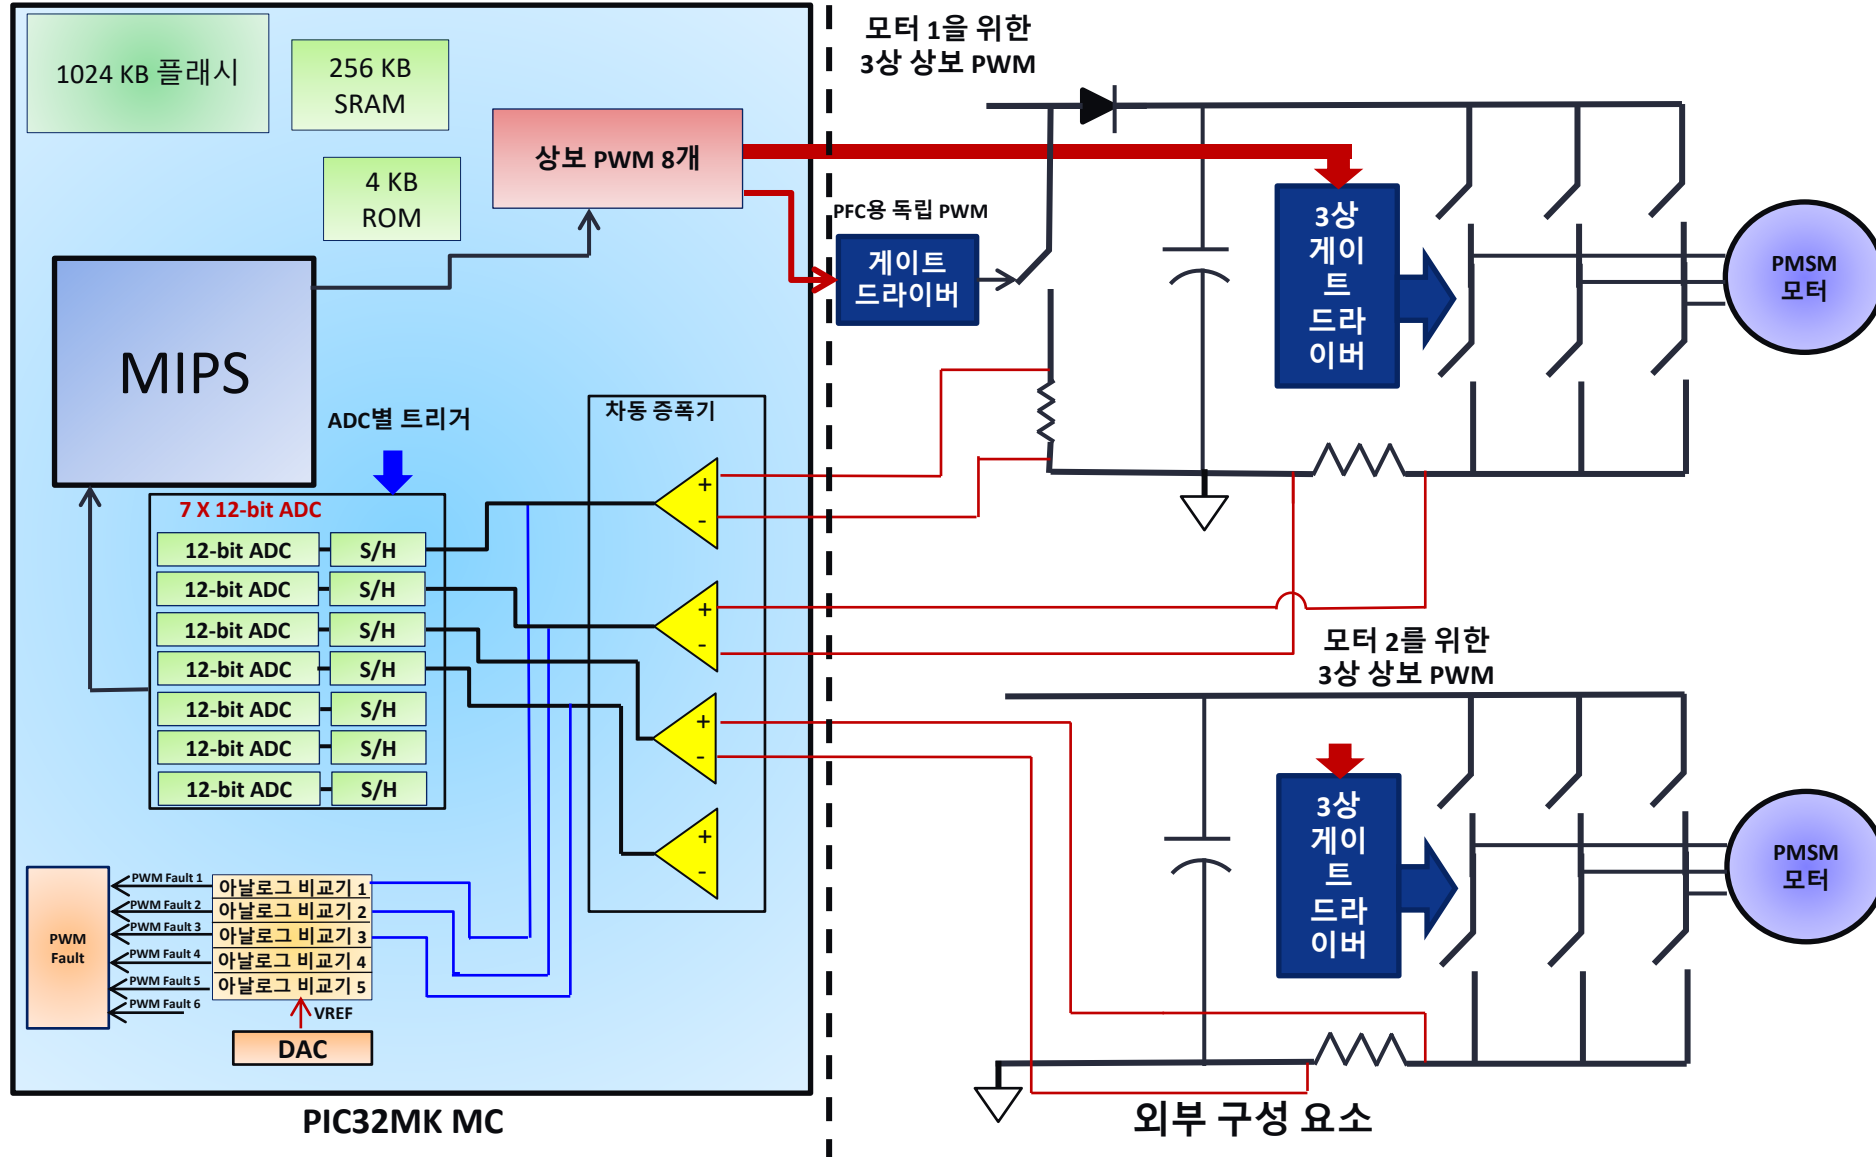 1024 KB 플래시
256 KB
SRAM
4 KB
ROM
상보 PWM 8개
MIPS
ADC별 트리거
차동 증폭기
+
-
+
-
+
-
+
-
7 X 12-bit ADC
12-bit ADC S/H
12-bit ADC S/H
12-bit ADC S/H
12-bit ADC S/H
12-bit ADC S/H
12-bit ADC S/H
12-bit ADC S/H
PWM
Fault
PWM Fault 1
PWM Fault 2
PWM Fault 3
PWM Fault 4
PWM Fault 5
PWM Fault 6
아날로그 비교기 1
아날로그 비교기 2
아날로그 비교기 3
아날로그 비교기 4
아날로그 비교기 5
VREF
DAC
PIC32MK MC
모터 1을 위한
3상 상보 PWM
PFC용 독립 PWM
게이트
드라이버
3상
게이
트
드라
이버
PMSM
모터
모터 2를 위한
3상 상보 PWM
3상
게이
트
드라
이버
PMSM
모터
외부 구성 요소